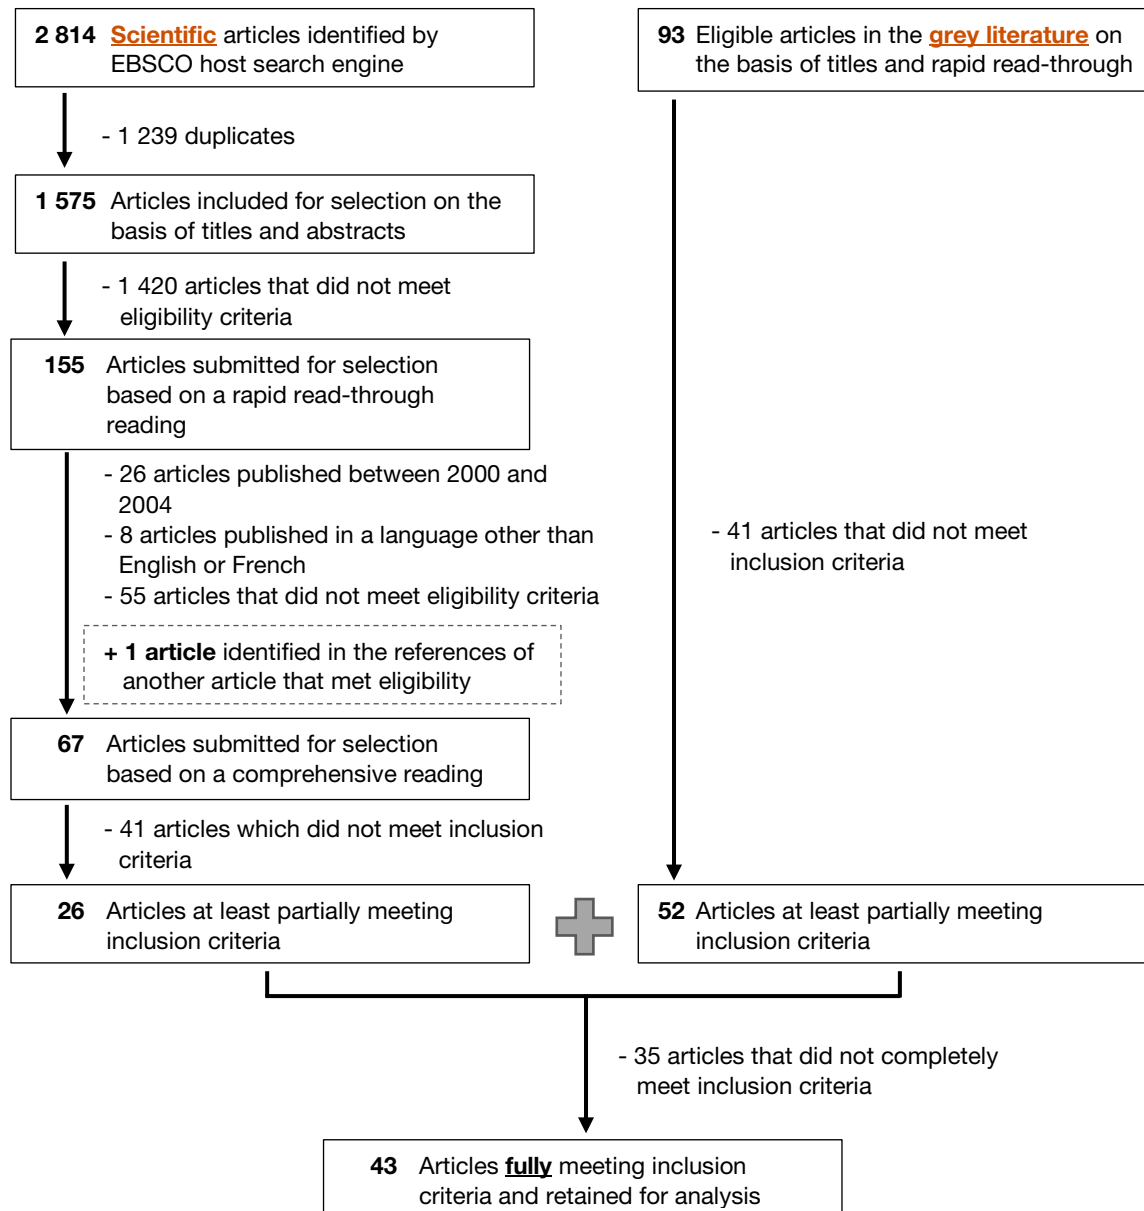 2 814 Scientific articles identified by
EBSCO host search engine
- 1 239 duplicates
1 575 Articles included for selection on the
basis of titles and abstracts
- 1 420 articles that did not meet
eligibility criteria
155 Articles submitted for selection
based on a rapid read-through
reading
- 26 articles published between 2000 and
2004
- 8 articles published in a language other than
English or French
- 55 articles that did not meet eligibility criteria
+ 1 article identified in the references of
another article that met eligibility
67 Articles submitted for selection
based on a comprehensive reading
- 41 articles which did not meet inclusion
criteria
26 Articles at least partially meeting
inclusion criteria
93 Eligible articles in the grey literature on
the basis of titles and rapid read-through
- 41 articles that did not meet
inclusion criteria
52 Articles at least partially meeting
inclusion criteria
- 35 articles that did not completely
meet inclusion criteria
43 Articles fully meeting inclusion
criteria and retained for analysis